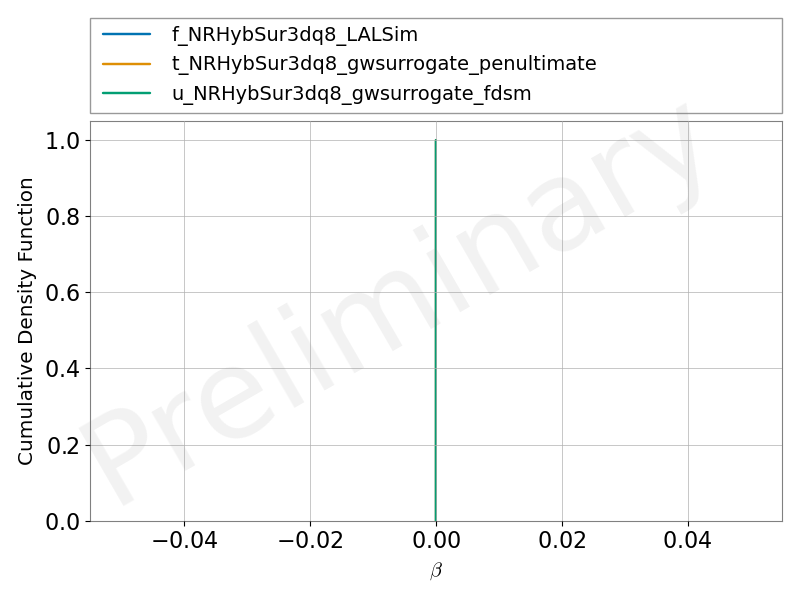 f_NRHybSur3dq8_LALSim
t_NRHybSur3dq8_gwsurrogate_penultimate
u_NRHybSur3dq8_gwsurrogate_fdsm
Preliminary
Cumulative Density Function
1.0
0.8
0.6
0.4
0.2
0.0
−0.04 −0.02 0.00 0.02 0.04
β